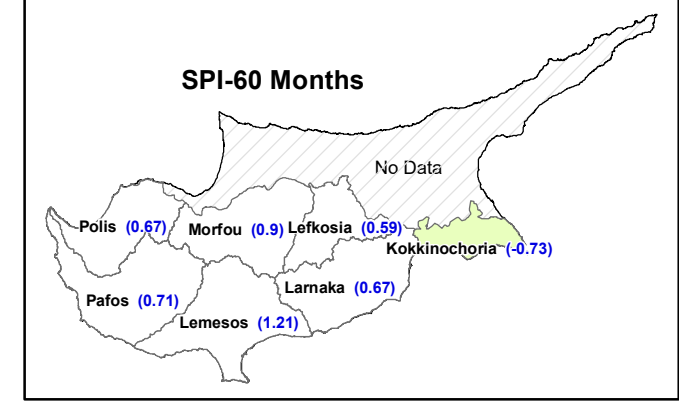 SPI-60 Months
No Data
Polis (0.67)
Morfou (0.9)
Lefkosia (0.59)
Kokkinochoria (-0.73)
Pafos (0.71)
Larnaka (0.67)
Lemesos (1.21)